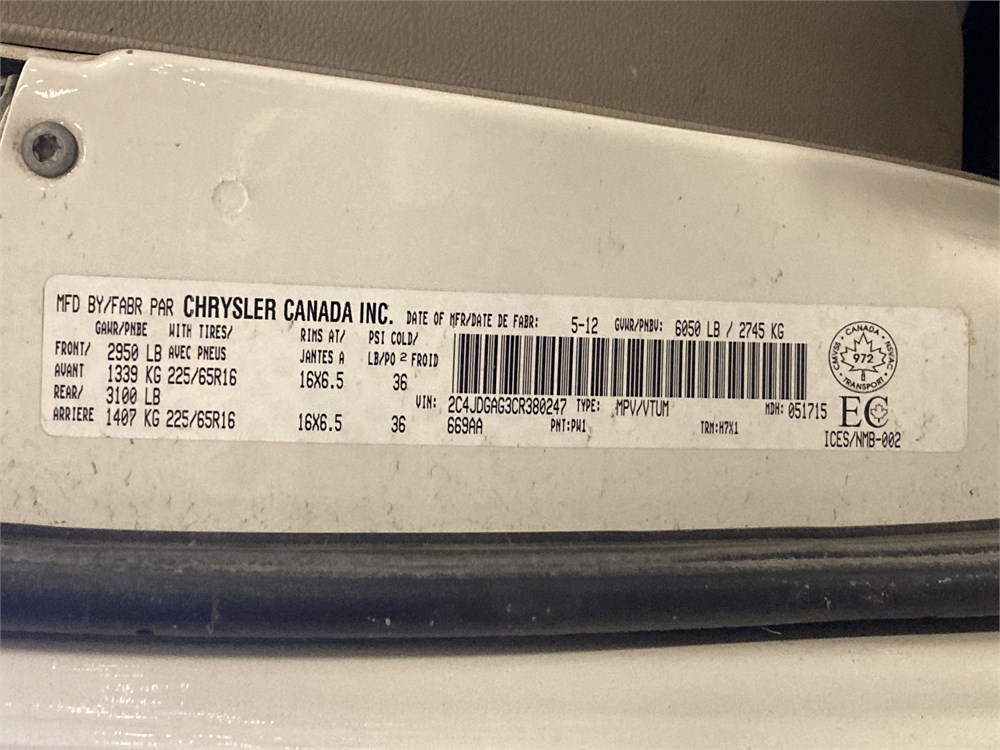 MFD BY/FABR PAR CHRYSLER CANADA INC. DATE OF MFR/DATE DE FABR: 5-12 GVWR/PNBV: 6050 LB / 2745 KG
GAWR/PNBE WITH TIRES/ RIMS AT/ PSI COLD/
FRONT/ 2950 LB AVEC PNEUS JANTES A LB/PO 2 FROID
AVANT 1339 KG 225/65R16 16X6.5 36
REAR/ 3100 LB
ARRIERE 1407 KG 225/65R16 16X6.5 36
VIN: 2C4JDGAG3CR380247 TYPE: MPV/VTUM MDH: 051715
669AA PNT:PW1 TRM:H7X1
CANADA
CMVSS 972 NSVAC
TRANSPORT
EC
ICES/NMB-002